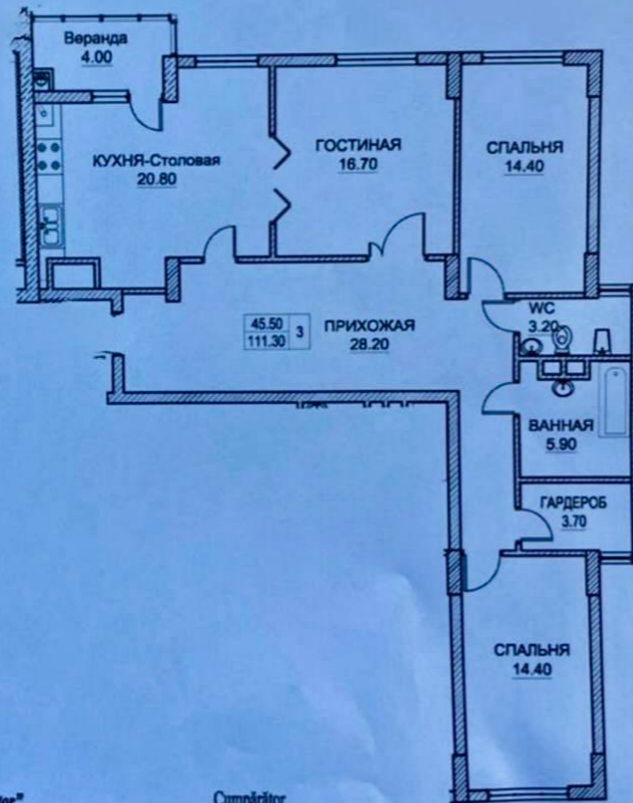 Веранда
4.00
КУХНЯ-Столовая
20.80
ГОСТИНАЯ
16.70
СПАЛЬНЯ
14.40
WC
3.20
45.50
111.30
3
ПРИХОЖАЯ
28.20
ВАННАЯ
5.90
ГАРДЕРОБ
3.70
СПАЛЬНЯ
14.40
Cumpărător